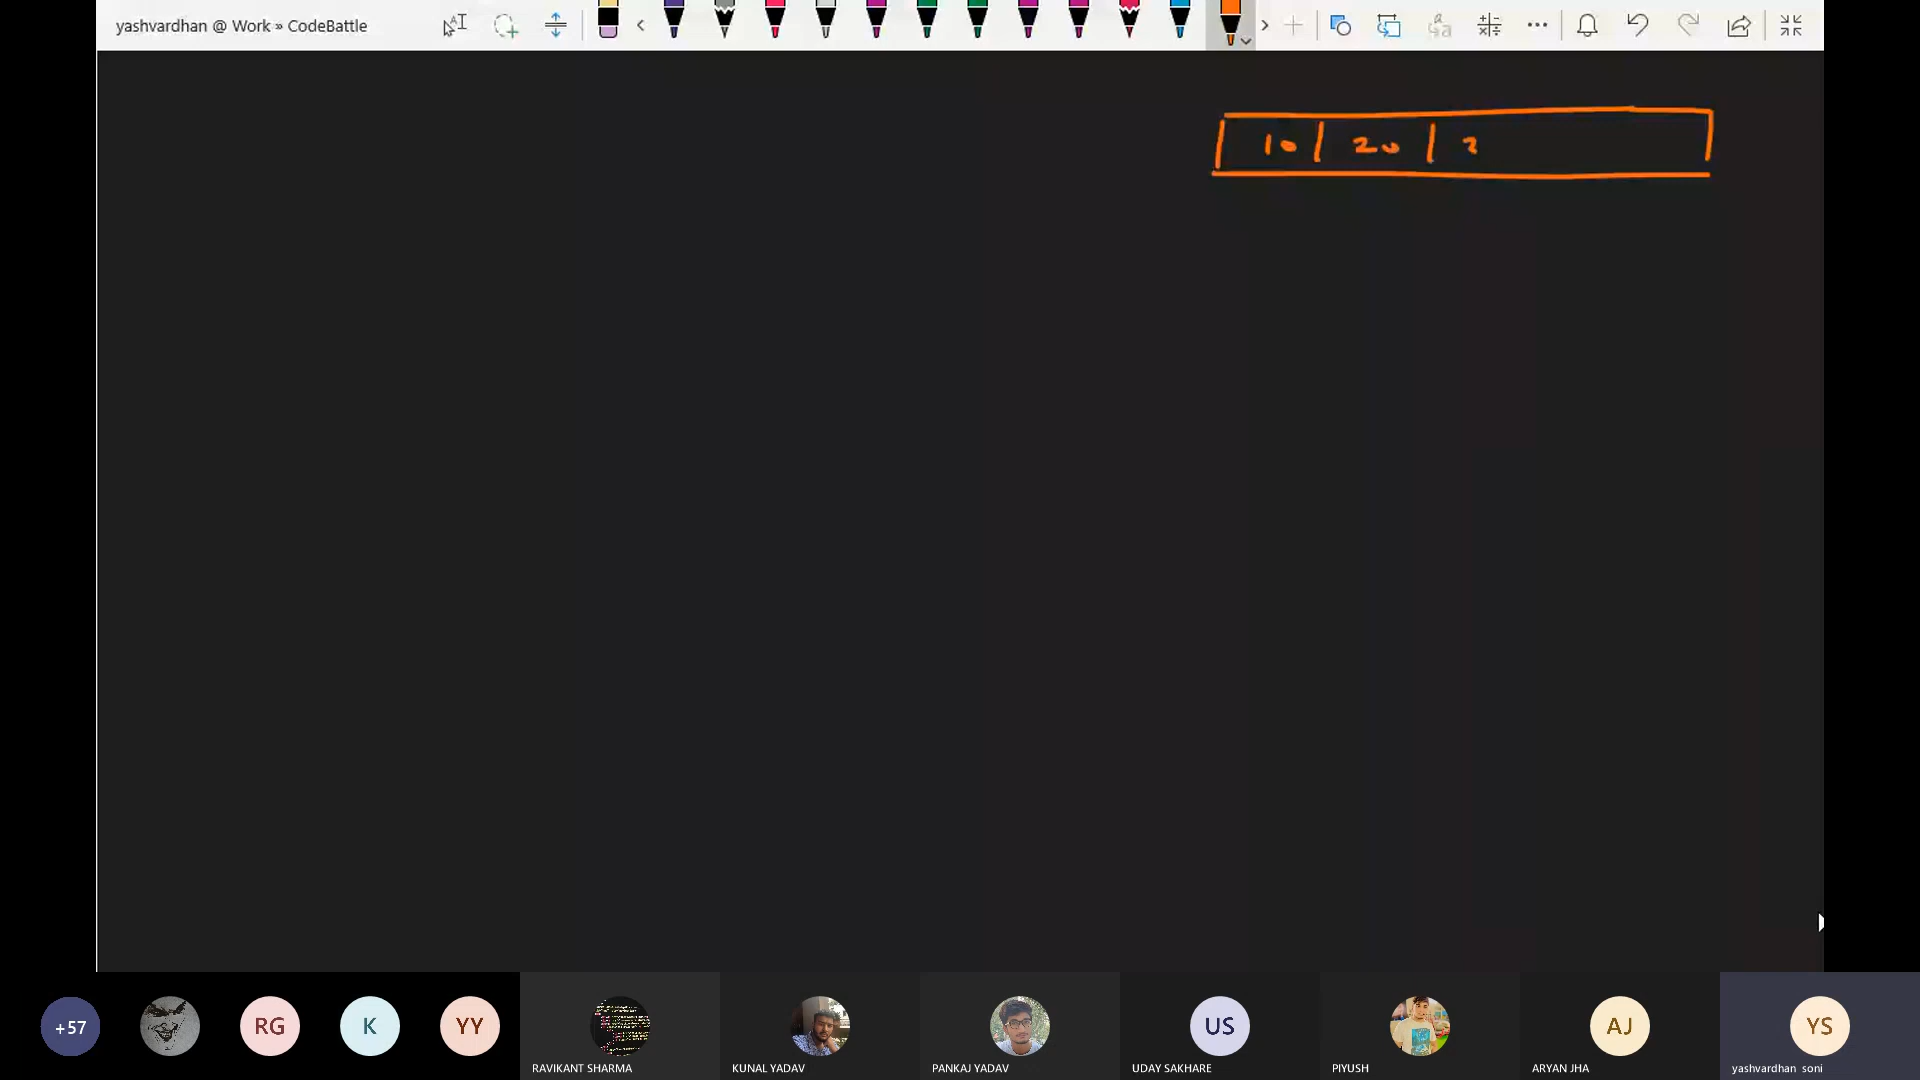 yashvardhan @ Work » CodeBattle
10 | 20 |
+57
RG
K
YY
US
AJ
YS
RAVIKANT SHARMA
KUNAL YADAV
PANKAJ YADAV
UDAY SAKHARE
PIYUSH
ARYAN JHA
yashvardhan soni